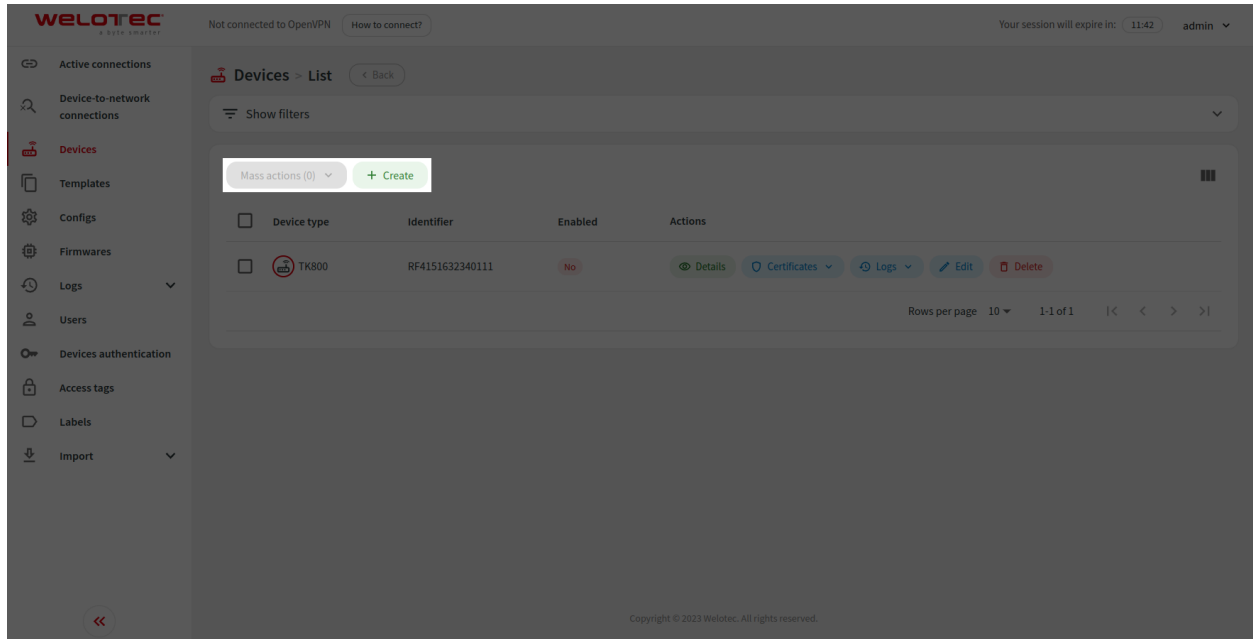 welotec
a byte smarter
Not connected to OpenVPN How to connect? Your session will expire in: 11:42 admin
Active connections
Device-to-network
connections
Devices
Templates
Configs
Firmwares
Logs
Users
Devices authentication
Access tags
Labels
Import
Devices > List < Back
Show filters
Mass actions (0) + Create
Device type Identifier Enabled Actions
TK800 RF4151632340111 No Details Certificates Logs Edit Delete
Rows per page 10 1-1 of 1
Copyright © 2023 Welotec. All rights reserved.